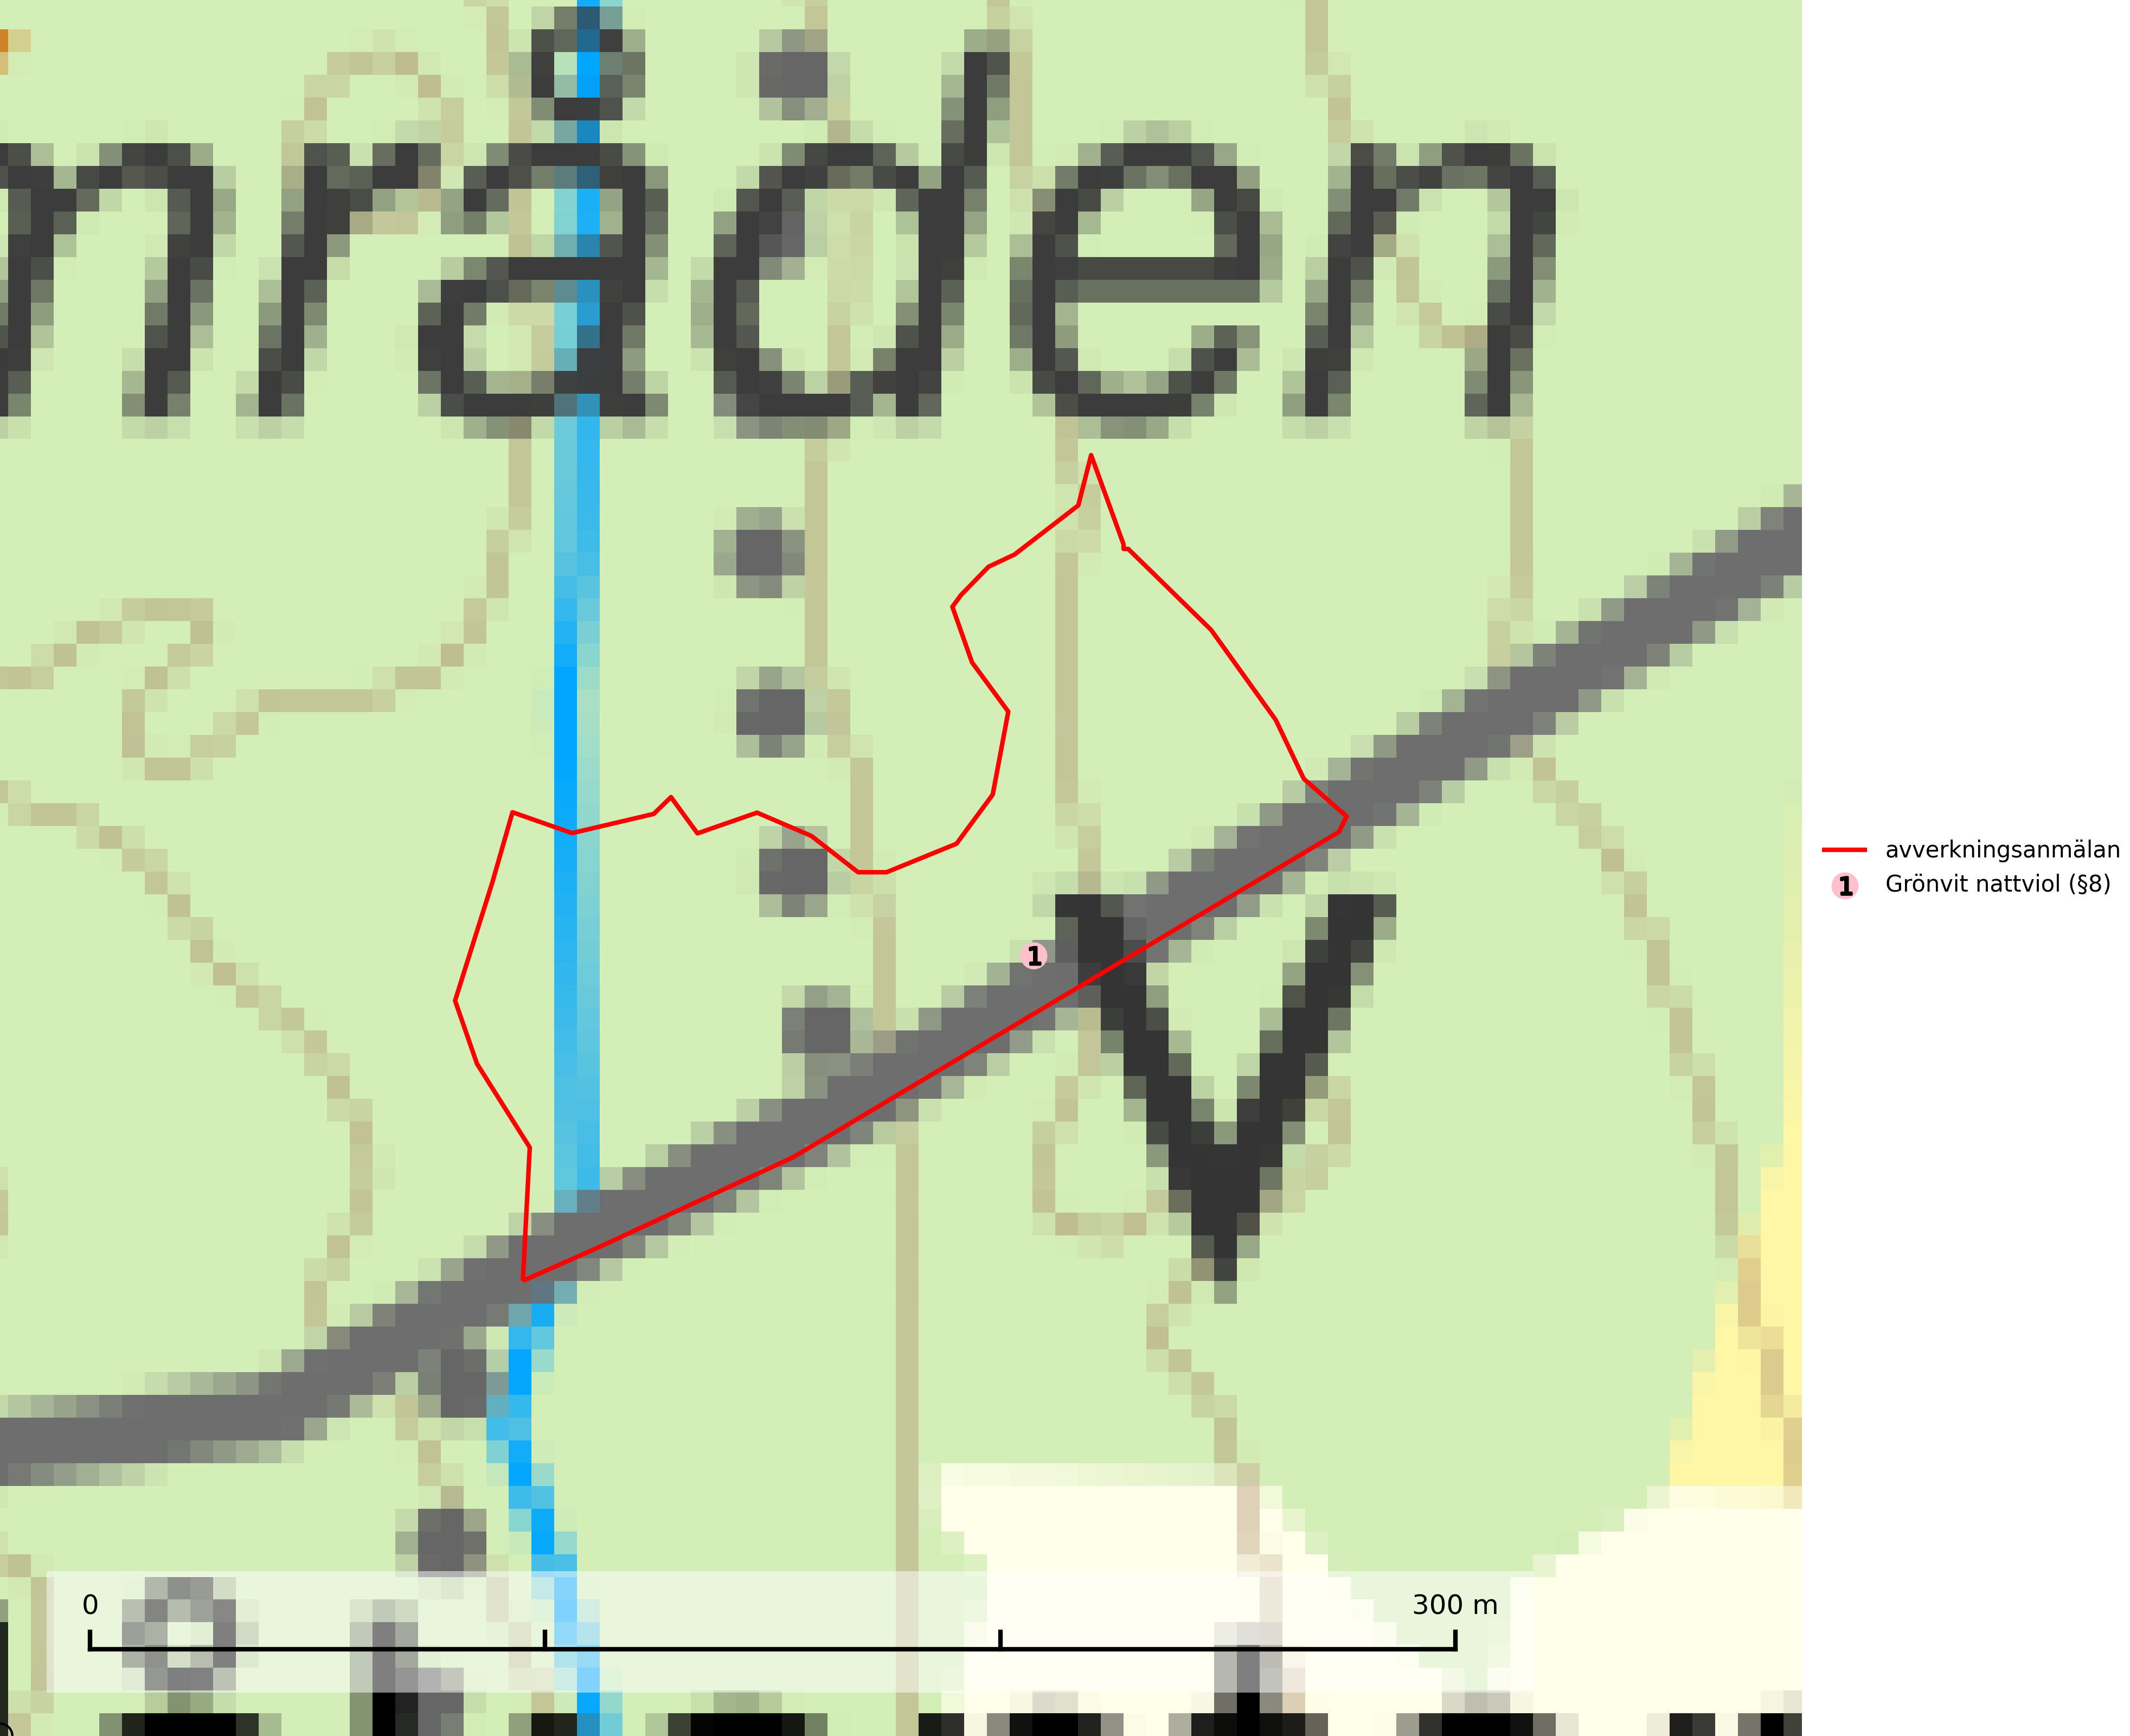 nråden
V
avverkningsanmälan
1 Grönvit nattviol (§8)
1
0 300 m